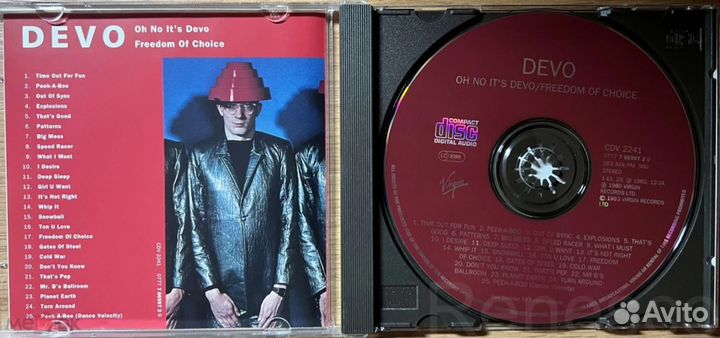 DEVO
Oh No It's Devo
Freedom Of Choice
1. Time Out For Fun
2. Peek-A-Boo
3. Out Of Sync
4. Explosions
5. That's Good
6. Patterns
7. Big Mess
8. Speed Racer
9. What I Must
10. I Desire
11. Deep Sleep
12. Girl U Want
13. It's Not Right
14. Whip It
15. Snowball
16. Ton U Love
17. Freedom Of Choice
18. Gates Of Steel
19. Cold War
20. Don't You Know
21. That's Pep
22. Mr. B's Ballroom
23. Planet Earth
24. Turn Around
25. Peek-A-Boo (Dance Velocity)
CDV 2241
DEVO
OH NO IT'S DEVO/FREEDOM OF CHOICE
COMPACT
disc
DIGITAL AUDIO
LC 3098
Virgin
CDV 2241
STEREO
1-11, 25. ℗ 1982, 12-24.
℗ 1980 VIRGIN
RECORDS LTD
© 1993 VIRGIN RECORDS
LTD
1. TIME OUT FOR FUN 2. PEEK-A-BOO 3. OUT OF SYNC 4. EXPLOSIONS 5. THAT'S
GOOD 6. PATTERNS 7. BIG MESS 8. SPEED RACER 9. WHAT I MUST
10. I DESIRE 11. DEEP SLEEP 12. GIRL U WANT 13. IT'S NOT RIGHT
14. WHIP IT 15. SNOWBALL 16. TON U LOVE 17. FREEDOM
OF CHOICE 18. GATES OF STEEL 19. COLD WAR
20. DON'T YOU KNOW 21. THAT'S PEP 22. MR B'S
BALLROOM 23. PLANET EARTH 24. TURN AROUND
25. PEEK-A-BOO (Dance Velocity)
Avito